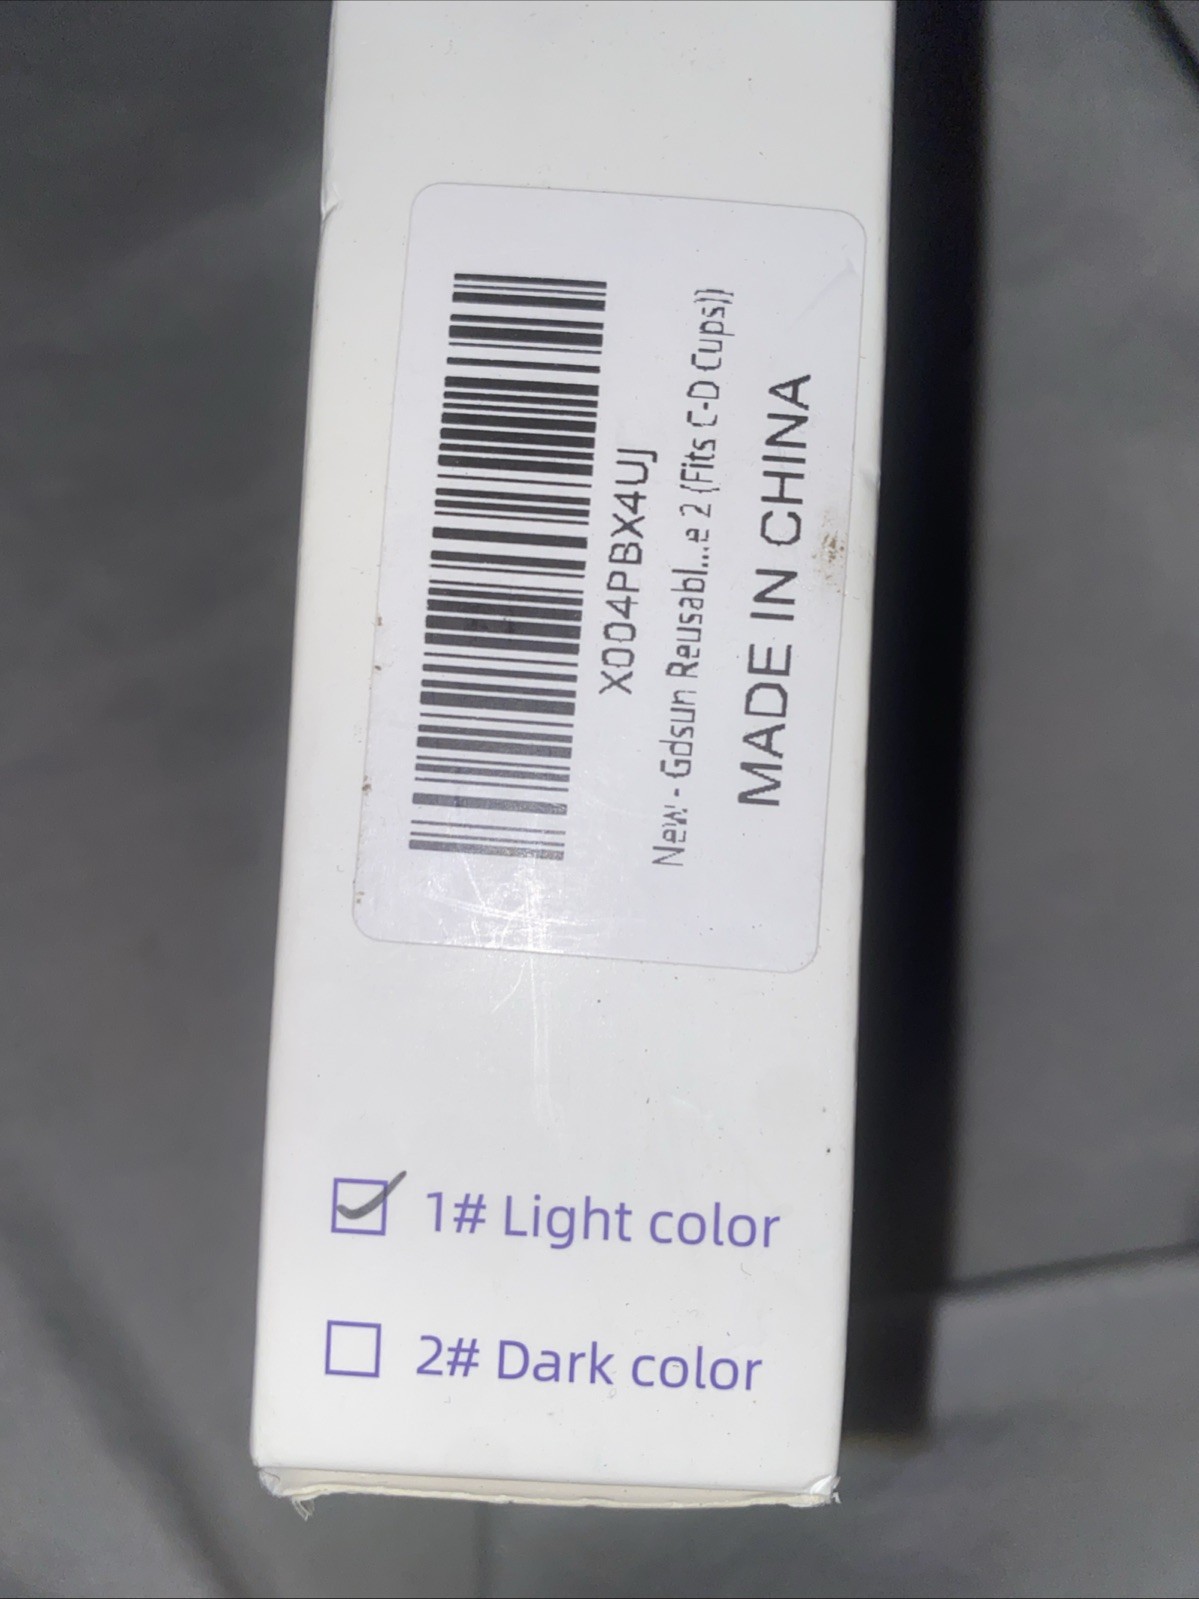 X004PBX4UJ
New - Gdsun Reusabl...e 2 (Fits C-D Cups))
MADE IN CHINA
1# Light color
2# Dark color